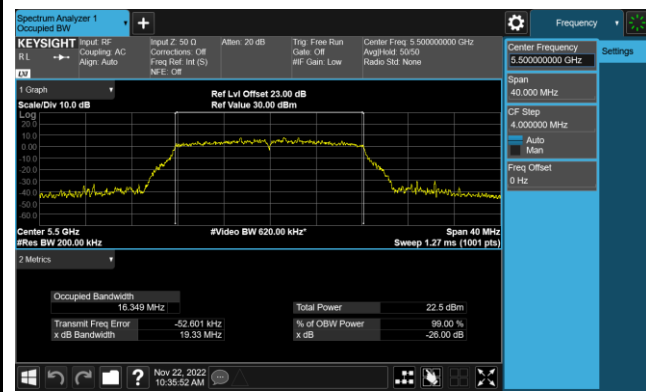 Spectrum Analyzer 1
Occupied BW
+
Frequency
KEYSIGHT
RL
LXI
Input: RF
Coupling: AC
Align: Auto
Input Z: 50 Ω
Corrections: Off
Freq Ref: Int (S)
NFE: Off
Atten: 20 dB
Trig: Free Run
Gate: Off
#IF Gain: Low
Center Freq: 5.500000000 GHz
Avg|Hold: 50/50
Radio Std: None
Center Frequency
5.500000000 GHz
Settings
Span
40.000 MHz
CF Step
4.000000 MHz
Auto
Man
Freq Offset
0 Hz
1 Graph
Scale/Div 10.0 dB
Ref Lvl Offset 23.00 dB
Ref Value 30.00 dBm
Log
20.0
10.0
0.00
-10.0
-20.0
-30.0
-40.0
-50.0
-60.0
Center 5.5 GHz
#Video BW 620.00 kHz*
Span 40 MHz
#Res BW 200.00 kHz
Sweep 1.27 ms (1001 pts)
2 Metrics
Occupied Bandwidth
16.349 MHz
Total Power 22.5 dBm
Transmit Freq Error -52.601 kHz
% of OBW Power 99.00 %
x dB Bandwidth 19.33 MHz
x dB -26.00 dB
?
Nov 22, 2022
10:35:52 AM